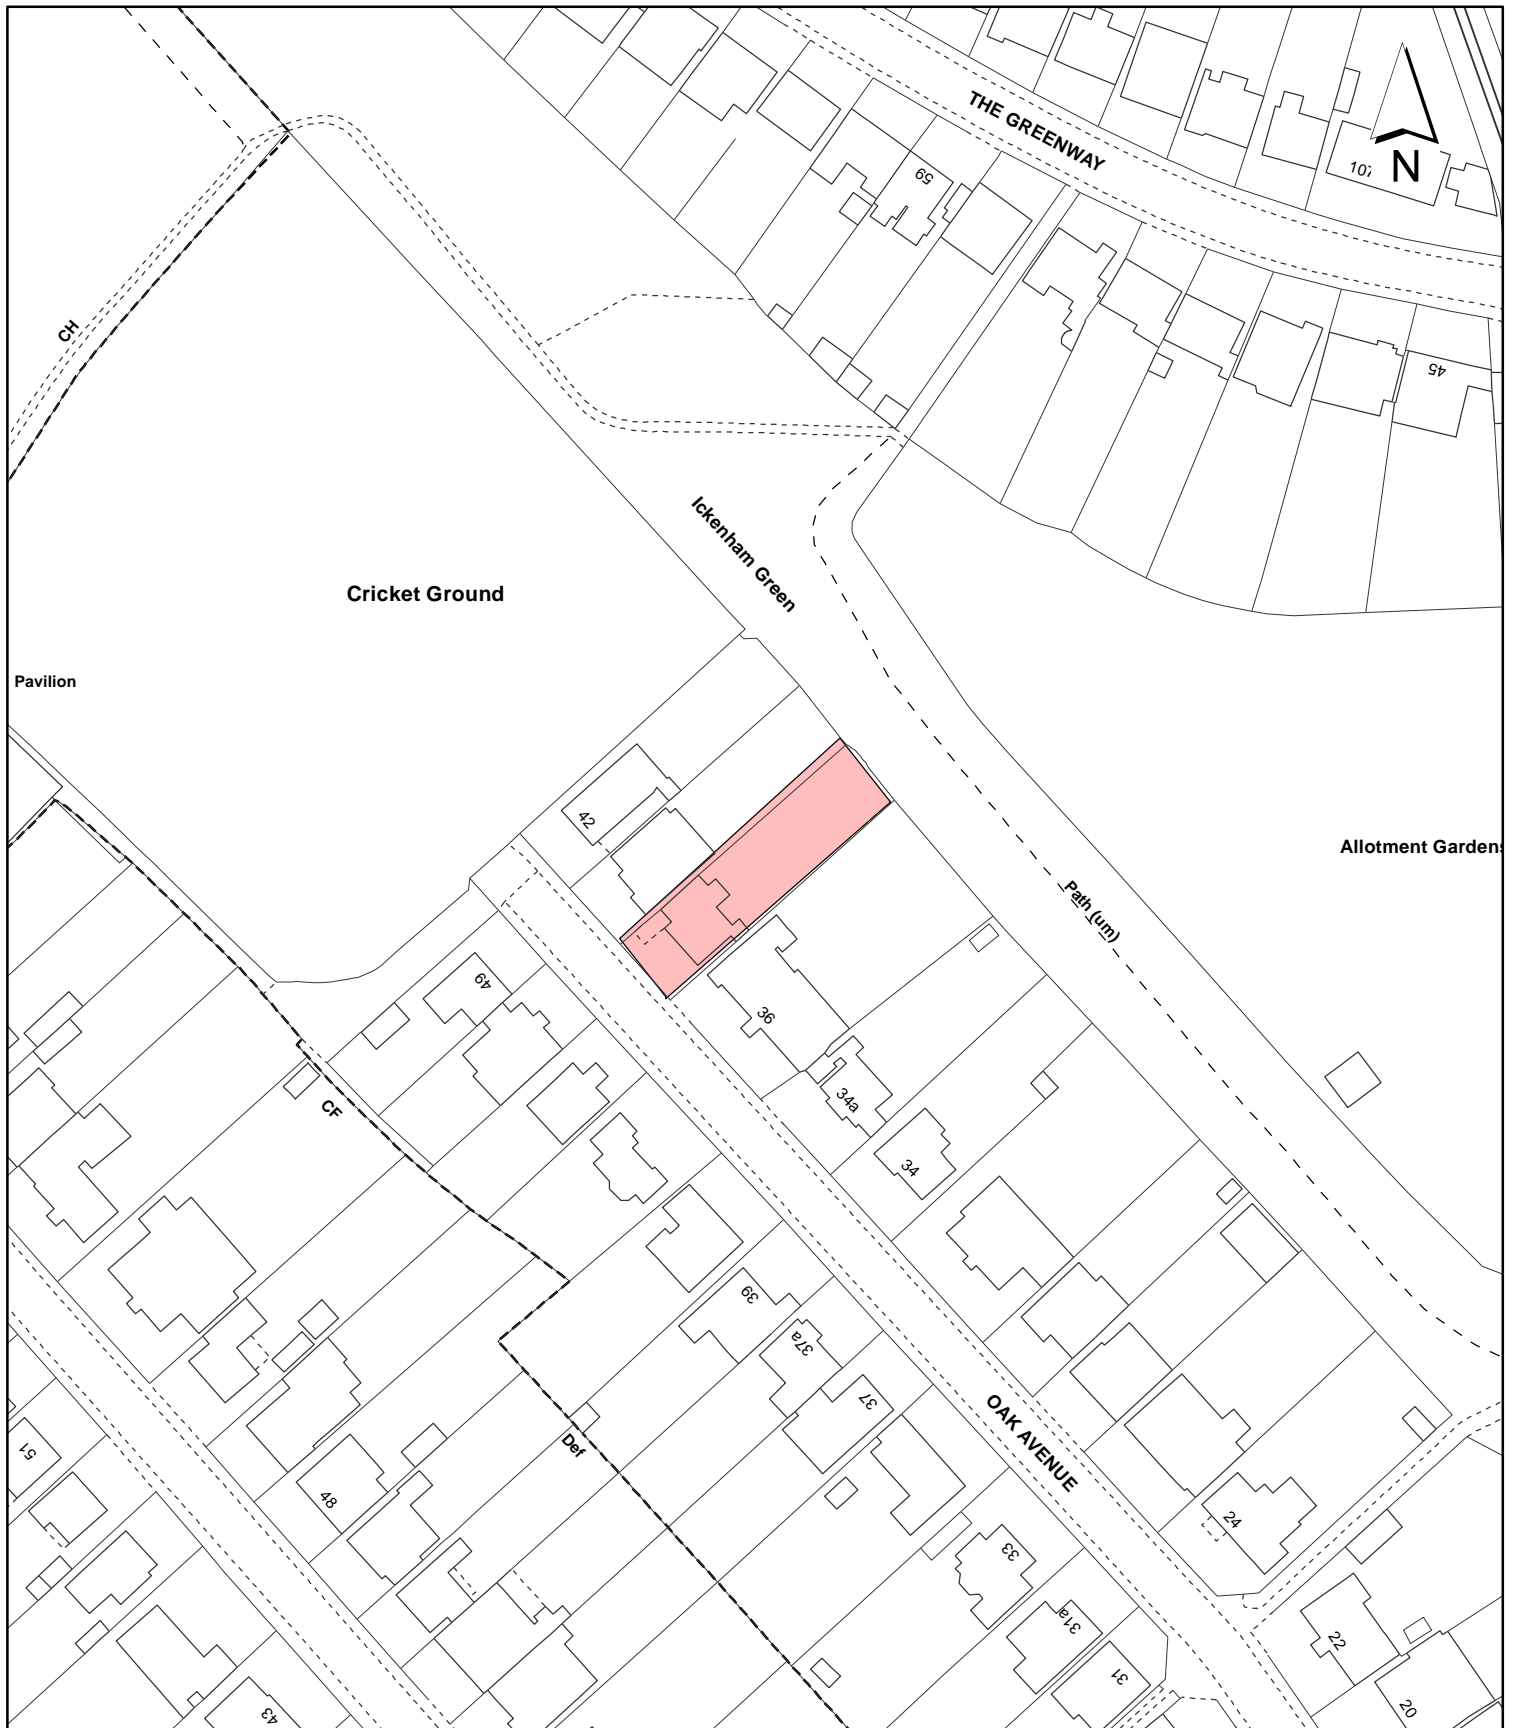 THE GREENWAY
N
107
59
45
CH
Ickenham Green
Cricket Ground
Pavilion
Allotment Gardens
42
Path (um)
49
36
CF
34a
34
39
37a
37
OAK AVENUE
51
Def
48
24
33
31a
22
31
20
43